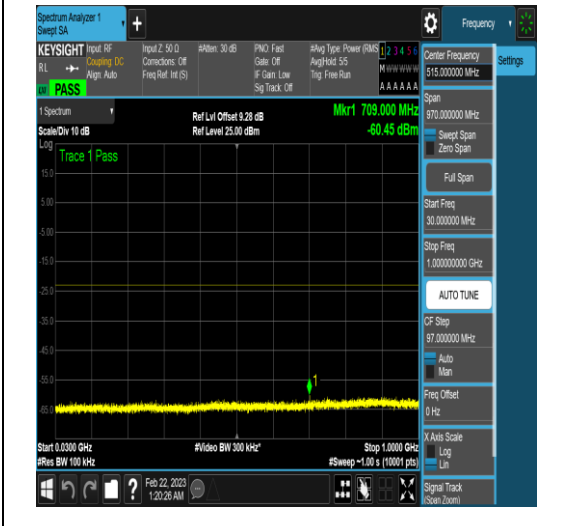 Spectrum Analyzer 1
Swept SA
+
Frequency
KEYSIGHT
RL
Input: RF
Coupling: DC
Align: Auto
Input Z: 50 Ω
Corrections: Off
Freq Ref: Int (S)
#Atten: 30 dB
PNO: Fast
Gate: Off
IF Gain: Low
Sig Track: Off
#Avg Type: Power (RMS
Avg|Hold: 5/5
Trig: Free Run
1 2 3 4 5 6
M W W W W W
A A A A A A
PASS
1 Spectrum
Scale/Div 10 dB
Ref Lvl Offset 9.28 dB
Ref Level 25.00 dBm
Mkr1 709.000 MHz
-60.45 dBm
Log
Trace 1 Pass
15.0
5.00
-5.00
-15.0
-25.0
-35.0
-45.0
-55.0
-65.0
1
Start 0.0300 GHz
#Res BW 100 kHz
#Video BW 300 kHz*
Stop 1.0000 GHz
#Sweep ~1.00 s (10001 pts)
?
Feb 22, 2023
1:20:26 AM
Center Frequency
515.000000 MHz
Settings
Span
970.000000 MHz
Swept Span
Zero Span
Full Span
Start Freq
30.000000 MHz
Stop Freq
1.000000000 GHz
AUTO TUNE
CF Step
97.000000 MHz
Auto
Man
Freq Offset
0 Hz
X Axis Scale
Log
Lin
Signal Track
(Span Zoom)